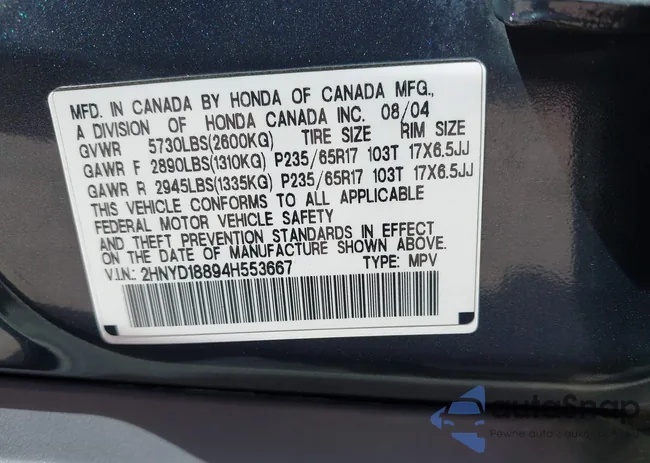 MFD. IN CANADA BY HONDA OF CANADA MFG.,
A DIVISION OF HONDA CANADA INC. 08/04
GVWR 5730LBS(2600KG) TIRE SIZE RIM SIZE
GAWR F 2890LBS(1310KG) P235/65R17 103T 17X6.5JJ
GAWR R 2945LBS(1335KG) P235/65R17 103T 17X6.5JJ
THIS VEHICLE CONFORMS TO ALL APPLICABLE
FEDERAL MOTOR VEHICLE SAFETY
AND THEFT PREVENTION STANDARDS IN EFFECT
ON THE DATE OF MANUFACTURE SHOWN ABOVE.
V.I.N.: 2HNYD18894H553667 TYPE: MPV
autoSnap
Pewne auto z aukcji